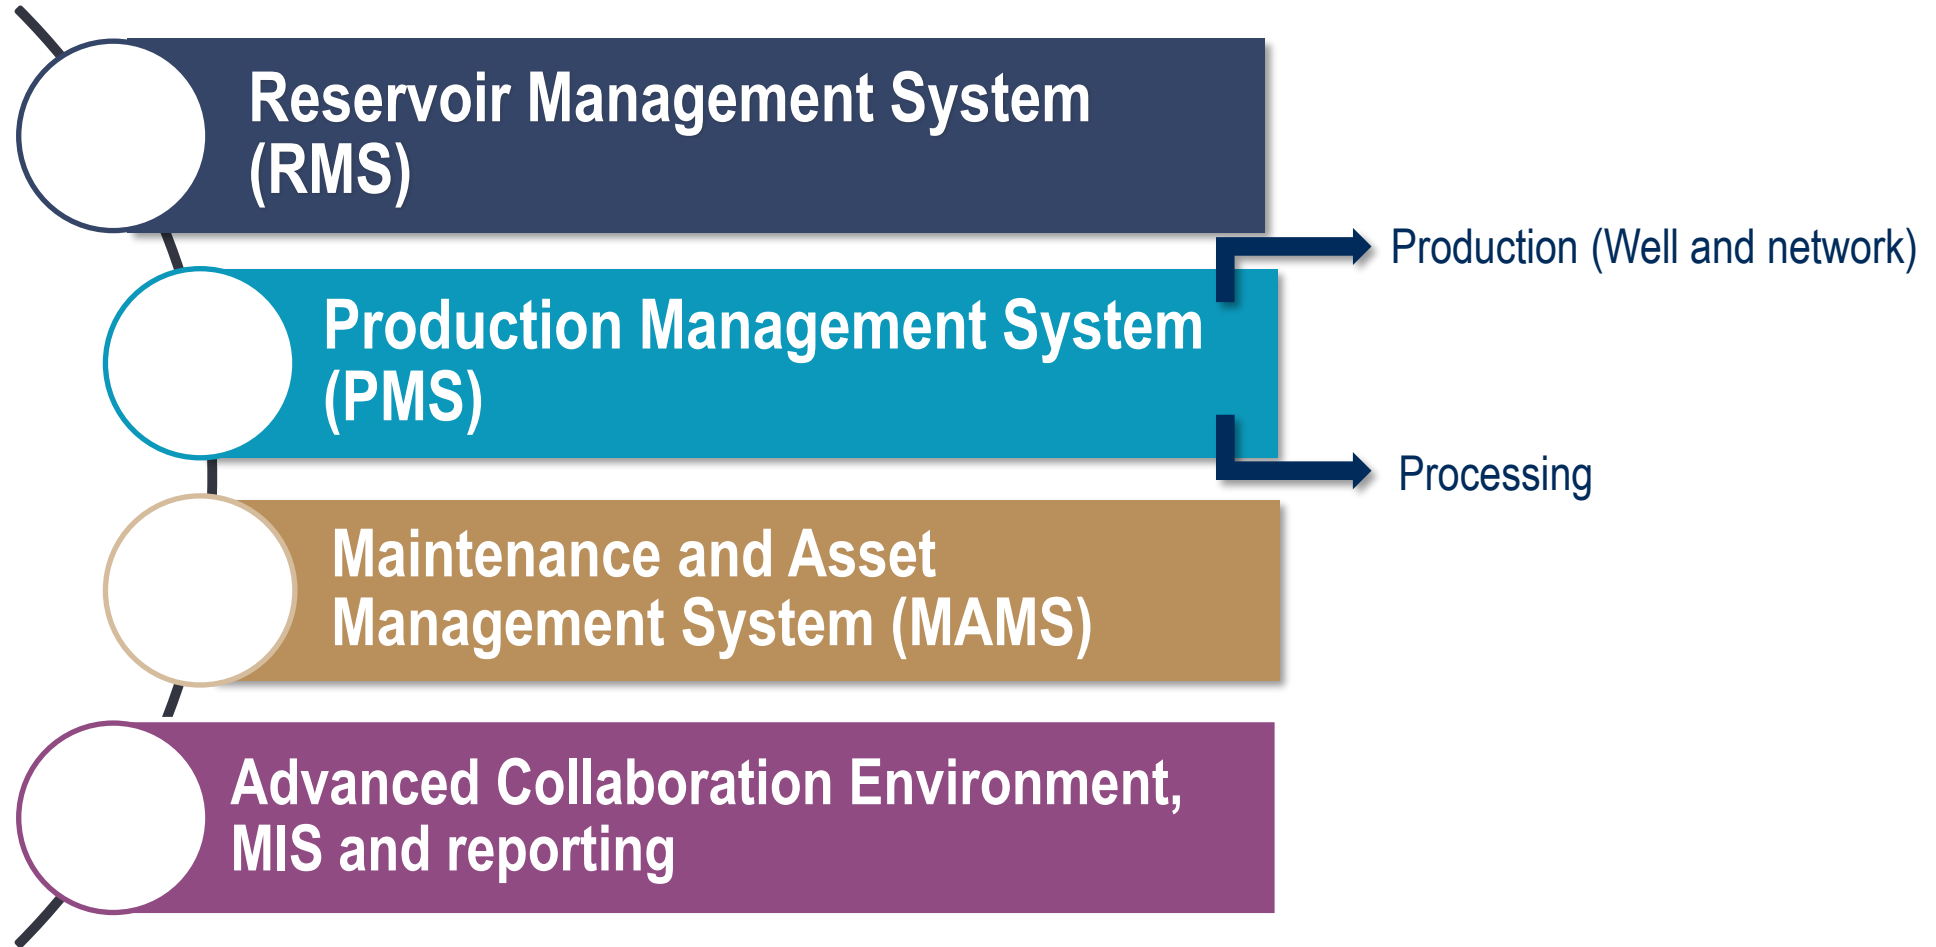 Reservoir Management System
(RMS)
Production (Well and network)
Production Management System
(PMS)
Processing
Maintenance and Asset
Management System (MAMS)
Advanced Collaboration Environment,
MIS and reporting